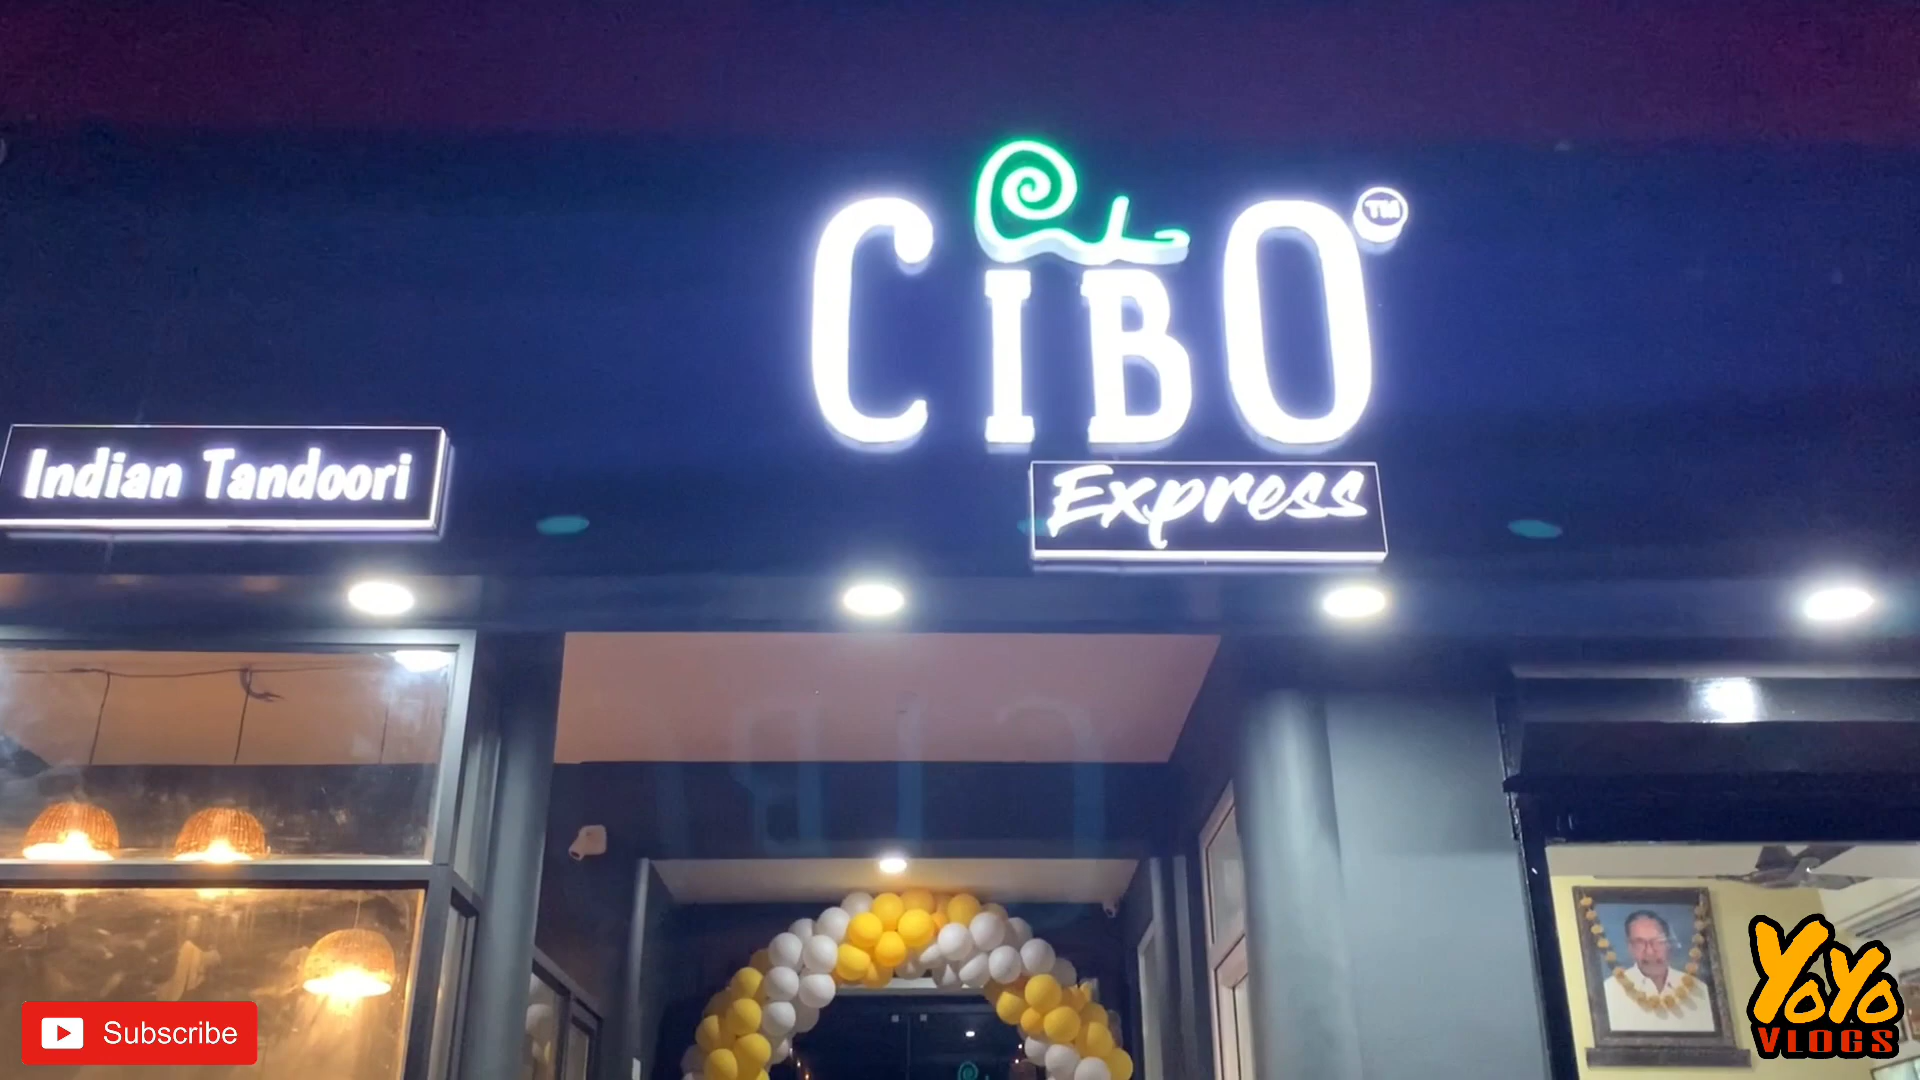 CIBO TM
Express
Indian Tandoori
Subscribe
YOYO
VLOGS